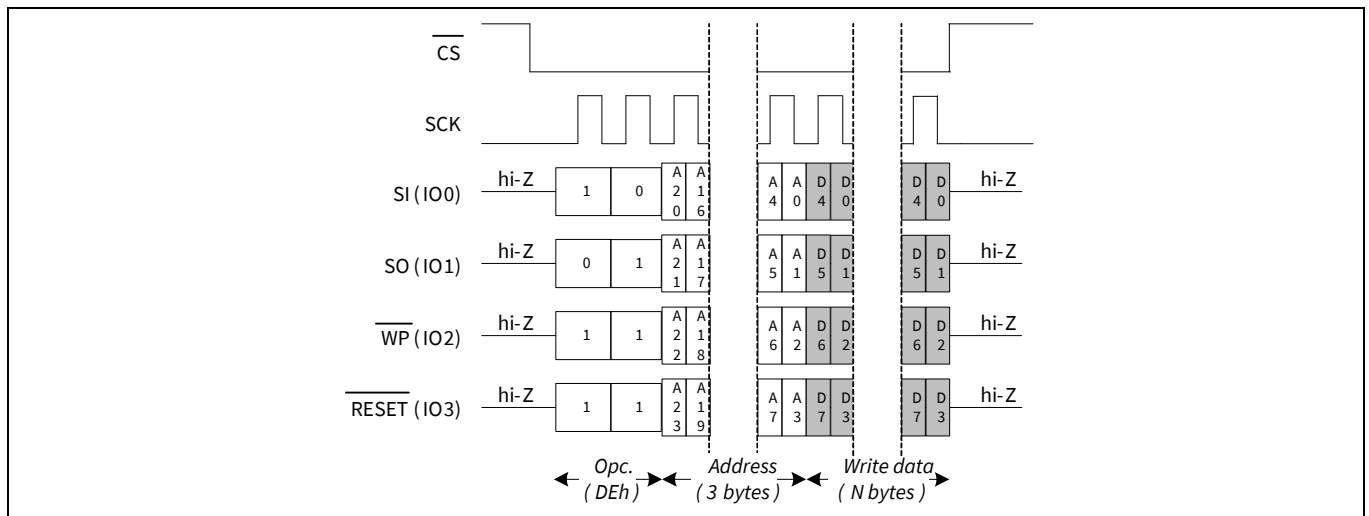 CS
SCK
SI (IO0) hi-Z 1 0 A20 A16 A4 A0 D4 D0 D4 D0 hi-Z
SO (IO1) hi-Z 0 1 A21 A17 A5 A1 D5 D1 D5 D1 hi-Z
WP (IO2) hi-Z 1 1 A22 A18 A6 A2 D6 D2 D6 D2 hi-Z
RESET (IO3) hi-Z 1 1 A23 A19 A7 A3 D7 D3 D7 D3 hi-Z
Opc. Address Write data
( DEh ) ( 3 bytes ) ( N bytes )